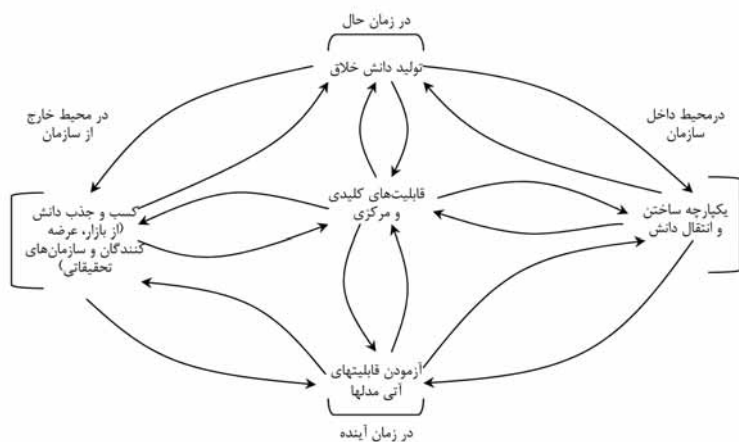 در زمان حال
تولید دانش خلاق
درمحیط داخل
سازمان
در محیط خارج
از سازمان
یکپارچه ساختن
و انتقال دانش
قابلیت‌های کلیدی
و مرکزی
کسب و جذب دانش
(از بازار، عرضه
کنندگان و سازمان‌های
تحقیقاتی)
آزمودن قابلیتهای
آتی مدلها
در زمان آینده